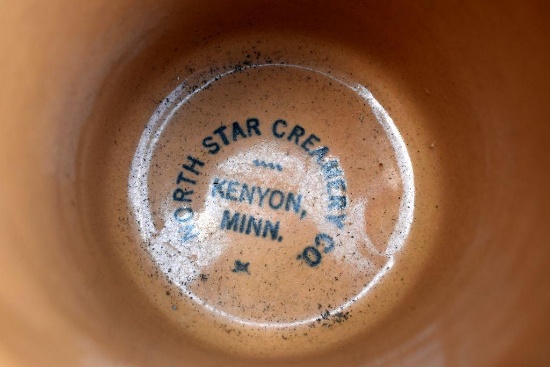 NORTH STAR CREAMERY CO.
KENYON,
MINN.